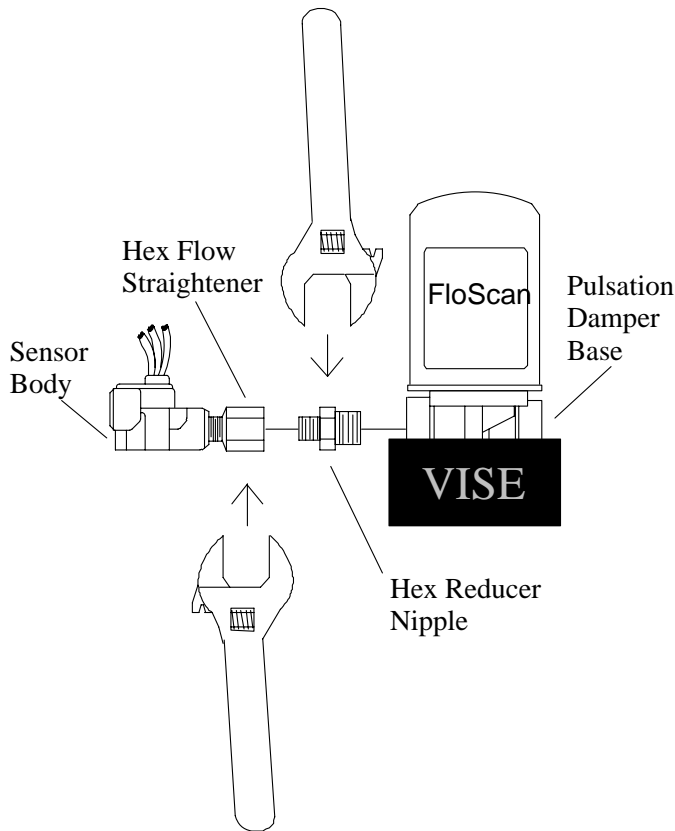 Hex Flow
Straightener
FloScan
Pulsation
Damper
Base
Sensor
Body
VISE
Hex Reducer
Nipple